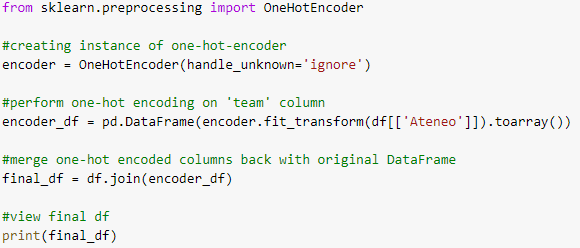 from sklearn.preprocessing import OneHotEncoder
#creating instance of one-hot-encoder
encoder = OneHotEncoder(handle_unknown='ignore')
#perform one-hot encoding on 'team' column
encoder_df = pd.DataFrame(encoder.fit_transform(df[['Ateneo']]).toarray())
#merge one-hot encoded columns back with original DataFrame
final_df = df.join(encoder_df)
#view final df
print(final_df)